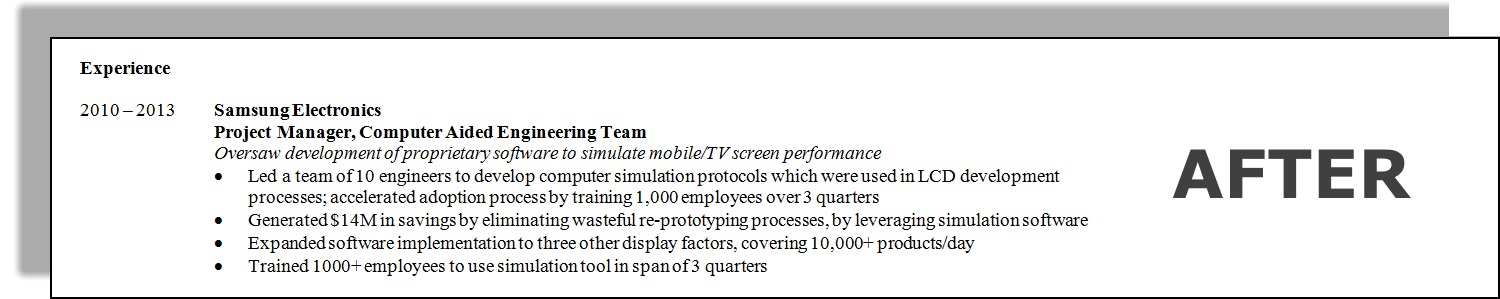 Experience
2010 – 2013 Samsung Electronics
Project Manager, Computer Aided Engineering Team
Oversaw development of proprietary software to simulate mobile/TV screen performance
• Led a team of 10 engineers to develop computer simulation protocols which were used in LCD development
processes; accelerated adoption process by training 1,000 employees over 3 quarters
• Generated $14M in savings by eliminating wasteful re-prototyping processes, by leveraging simulation software
• Expanded software implementation to three other display factors, covering 10,000+ products/day
• Trained 1000+ employees to use simulation tool in span of 3 quarters
AFTER